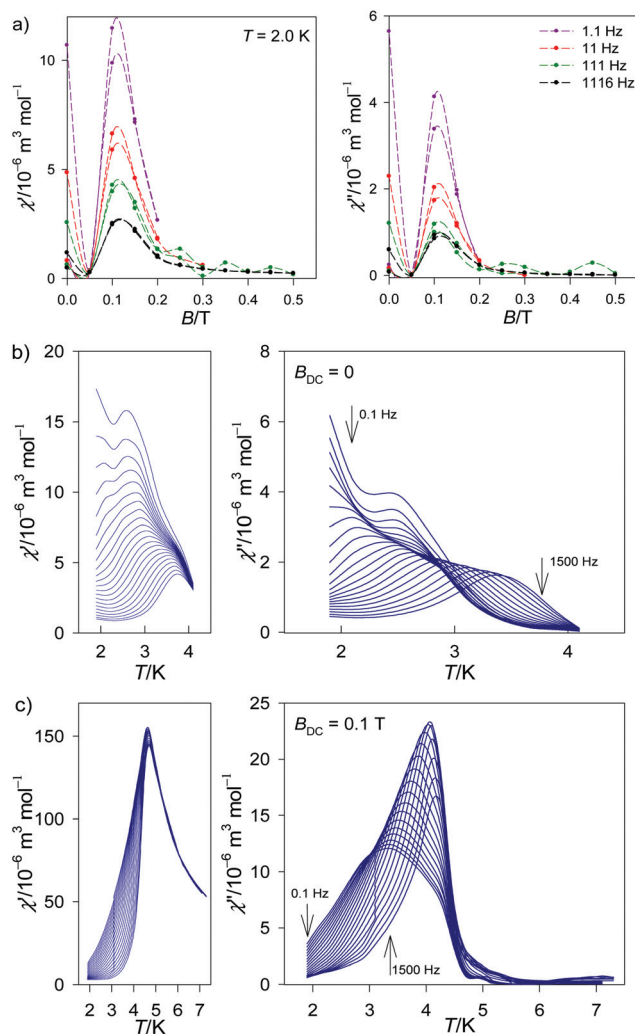 a)
T = 2.0 K
χ'/10⁻⁶ m³ mol⁻¹
10
5
0
0.0 0.1 0.2 0.3 0.4 0.5
B/T
1.1 Hz
11 Hz
111 Hz
1116 Hz
χ"/10⁻⁶ m³ mol⁻¹
6
4
2
0
0.0 0.1 0.2 0.3 0.4 0.5
B/T
b)
χ'/10⁻⁶ m³ mol⁻¹
20
15
10
5
0
2 3 4
T/K
B_DC = 0
0.1 Hz
1500 Hz
χ"/10⁻⁶ m³ mol⁻¹
8
6
4
2
0
2 3 4
T/K
c)
χ'/10⁻⁶ m³ mol⁻¹
150
100
50
0
2 3 4 5 6 7
T/K
B_DC = 0.1 T
0.1 Hz
1500 Hz
χ"/10⁻⁶ m³ mol⁻¹
25
20
15
10
5
0
2 3 4 5 6 7
T/K